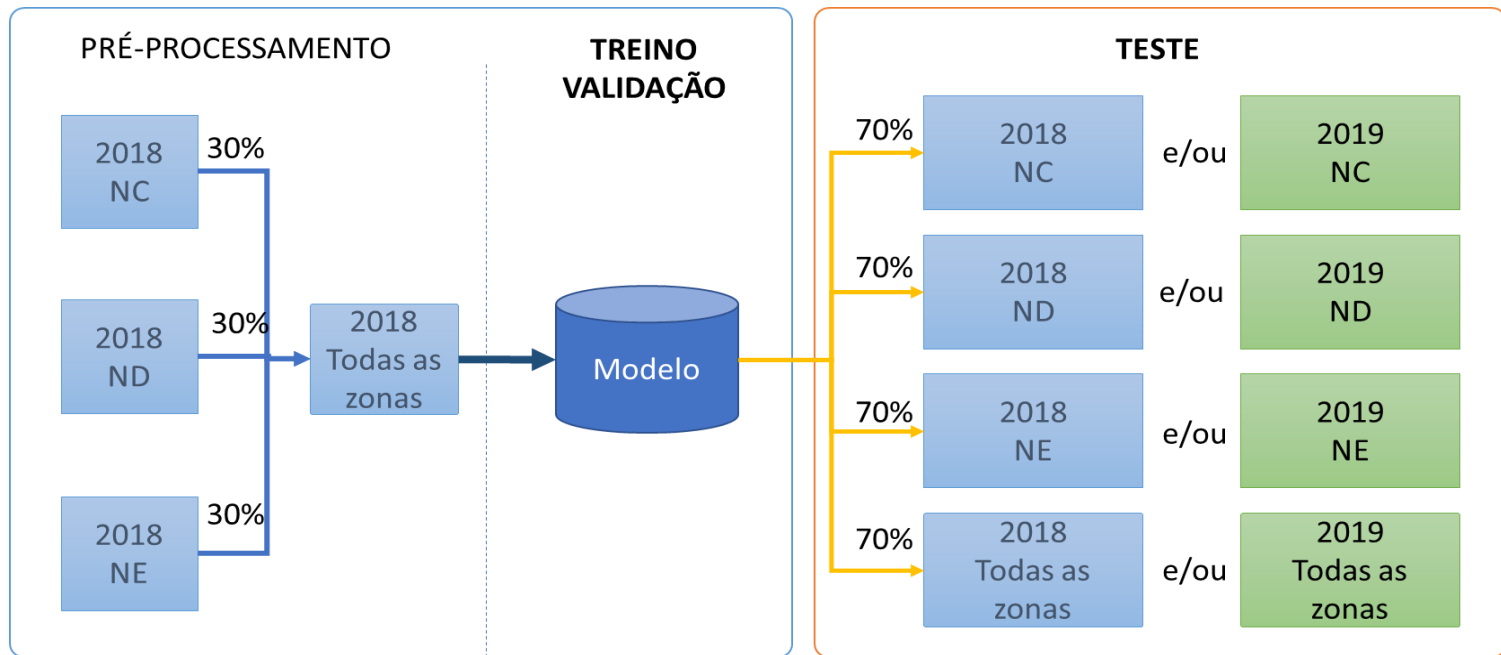 PRÉ-PROCESSAMENTO
2018
NC
30%
2018
ND
30%
2018
NE
30%
2018
Todas as
zonas
TREINO
VALIDAÇÃO
Modelo
TESTE
70%
2018
NC
e/ou
2019
NC
70%
2018
ND
e/ou
2019
ND
70%
2018
NE
e/ou
2019
NE
70%
2018
Todas as
zonas
e/ou
2019
Todas as
zonas